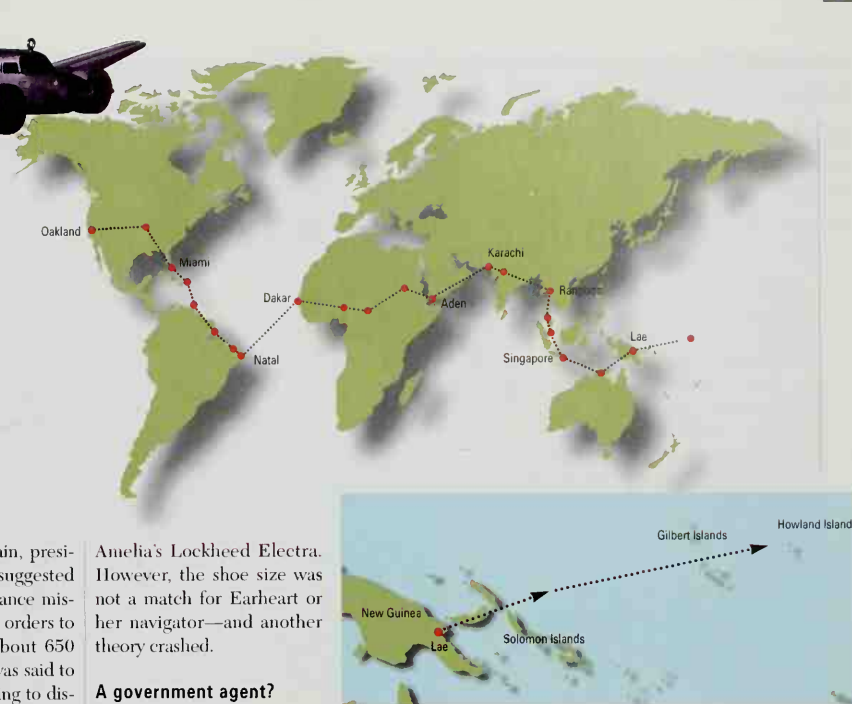 Oakland
Miami
Natal
Dakar
Aden
Karachi
Rangoon
Singapore
Lae
ain, presi-
suggested
ance mis-
orders to
bout 650
was said to
ng to dis-
Amelia's Lockheed Electra.
However, the shoe size was
not a match for Earheart or
her navigator—and another
theory crashed.
A government agent?
Howland Island
Gilbert Islands
New Guinea
Lae
Solomon Islands